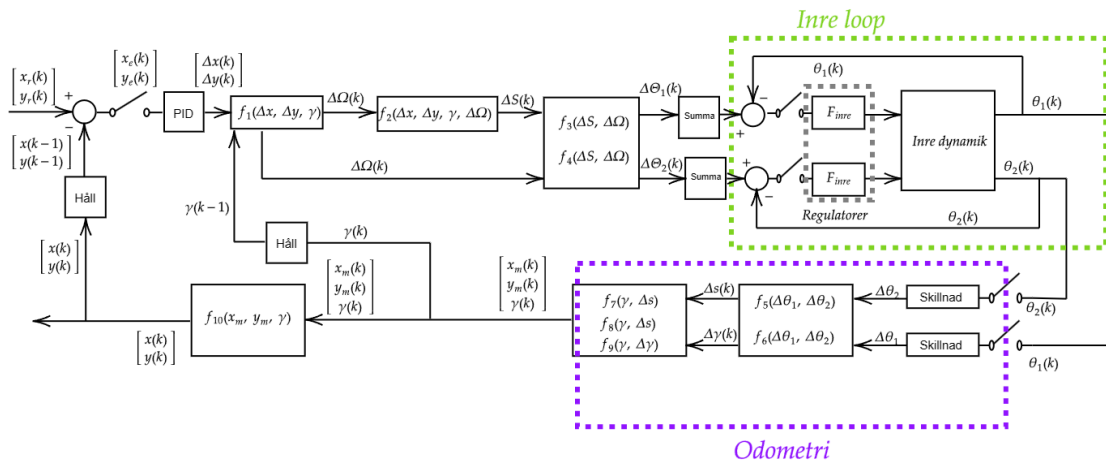 Inre loop
[ x_r(k)
y_r(k) ]
+
−
[ x_e(k)
y_e(k) ]
PID
[ Δx(k)
Δy(k) ]
f_1(Δx, Δy, γ)
ΔΩ(k)
f_2(Δx, Δy, γ, ΔΩ)
ΔS(k)
ΔΩ(k)
f_3(ΔS, ΔΩ)
f_4(ΔS, ΔΩ)
ΔΘ_1(k)
Summa
ΔΘ_2(k)
Summa
−
+
+
−
θ_1(k)
F_inre
F_inre
Regulatorer
Inre dynamik
θ_1(k)
θ_2(k)
θ_2(k)
[ x(k−1)
y(k−1) ]
Håll
[ x(k)
y(k) ]
γ(k−1)
Håll
γ(k)
[ x_m(k)
y_m(k)
γ(k) ]
[ x_m(k)
y_m(k)
γ(k) ]
f_10(x_m, y_m, γ)
[ x(k)
y(k) ]
f_7(γ, Δs)
f_8(γ, Δs)
f_9(γ, Δγ)
Δs(k)
Δγ(k)
f_5(Δθ_1, Δθ_2)
f_6(Δθ_1, Δθ_2)
Δθ_2
Skillnad
θ_2(k)
Δθ_1
Skillnad
θ_1(k)
Odometri